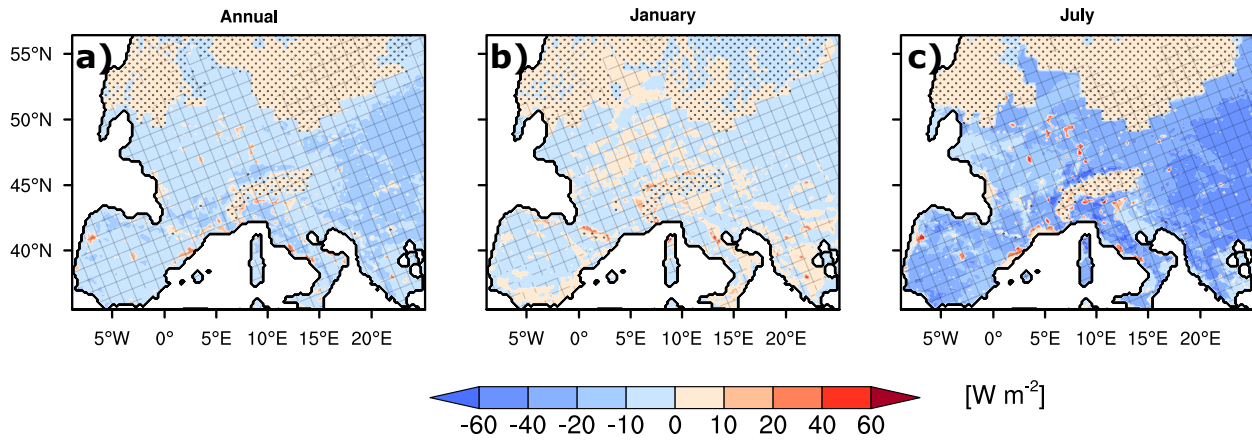 Annual January July
a) b) c)
55°N
50°N
45°N
40°N
5°W 0° 5°E 10°E 15°E 20°E 5°W 0° 5°E 10°E 15°E 20°E 5°W 0° 5°E 10°E 15°E 20°E
[W m⁻²]
-60 -40 -20 -10 0 10 20 40 60